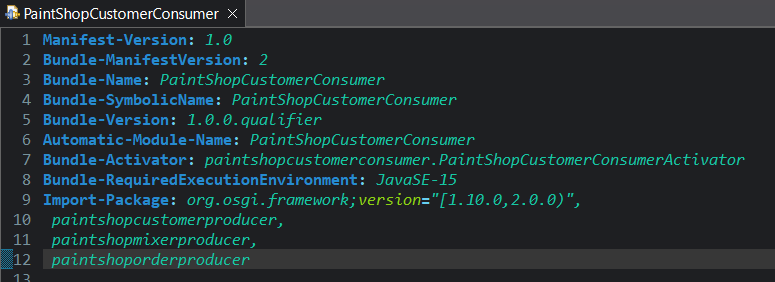 PaintShopCustomerConsumer
1 Manifest-Version: 1.0
2 Bundle-ManifestVersion: 2
3 Bundle-Name: PaintShopCustomerConsumer
4 Bundle-SymbolicName: PaintShopCustomerConsumer
5 Bundle-Version: 1.0.0.qualifier
6 Automatic-Module-Name: PaintShopCustomerConsumer
7 Bundle-Activator: paintshopcustomerconsumer.PaintShopCustomerConsumerActivator
8 Bundle-RequiredExecutionEnvironment: JavaSE-15
9 Import-Package: org.osgi.framework;version="[1.10.0,2.0.0)",
10 paintshopcustomerproducer,
11 paintshopmixerproducer,
12 paintshoporderproducer
13